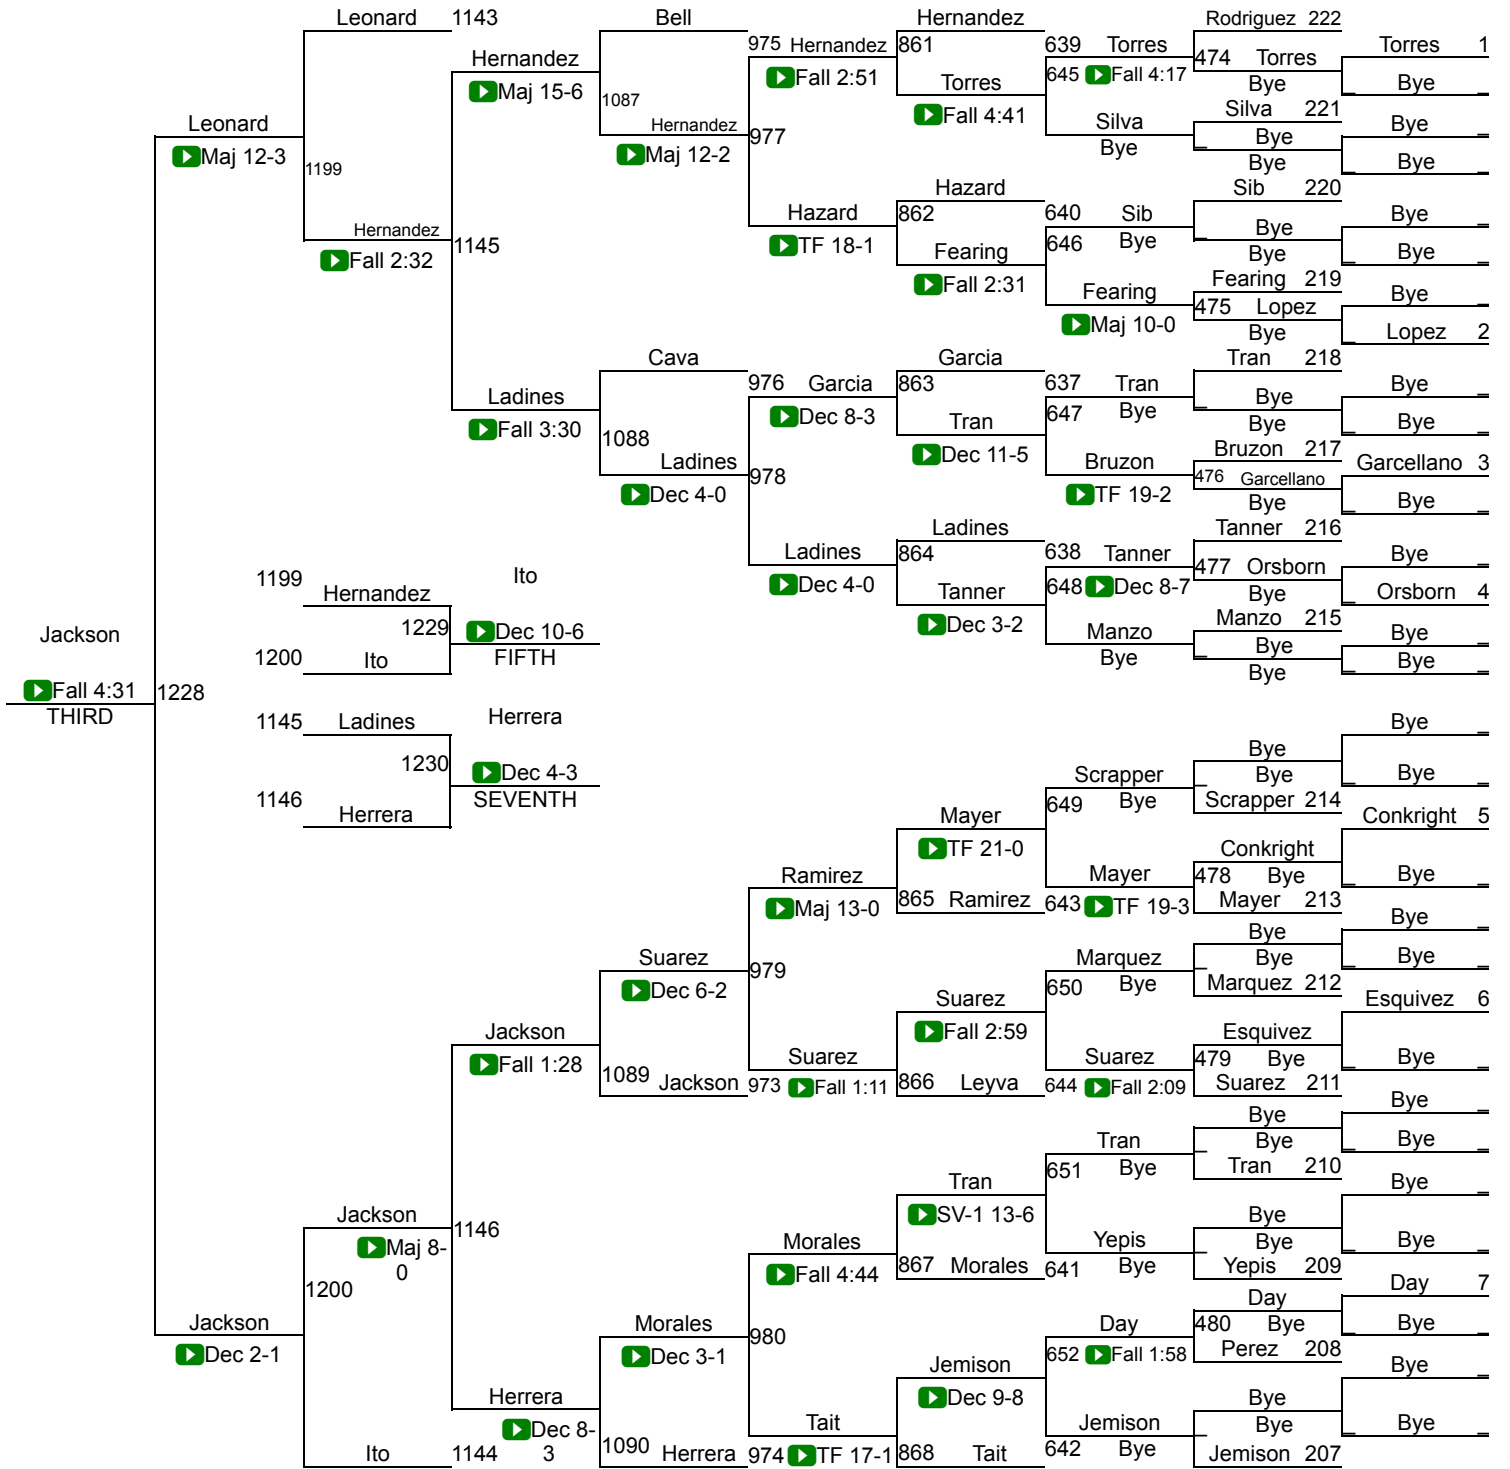 Leonard 1143 Bell Hernandez Rodriguez 222
975 Hernandez 861 639 Torres 474 Torres Torres 1
Hernandez Fall 2:51 Torres 645 Fall 4:17 Bye Bye _
Maj 15-6 1087 Fall 4:41 Silva Silva 221 Bye _
Leonard Hernandez 977 Bye _ Bye
Maj 12-3 1199 Maj 12-2 Bye _ Bye _
Hazard Sib 220
Hazard 862 640 Sib Bye _
Hernandez 1145 TF 18-1 Fearing 646 Bye _ Bye
Fall 2:32 Fall 2:31 Bye _ Bye _
Fearing Fearing 219 Bye _
Maj 10-0 475 Lopez
Bye _ Lopez 2
Cava Garcia Tran 218
976 Garcia 863 637 Tran Bye _
Ladines Dec 8-3 Tran 647 Bye _ Bye
Fall 3:30 1088 Dec 11-5 Bye _ Bye _
Ladines 978 Bruzon Bruzon 217 Garcellano 3
Dec 4-0 TF 19-2 476 Garcellano
Bye _ Bye _
Ladines Tanner 216
Ladines 864 638 Tanner 477 Orsborn Bye _
1199 Hernandez Ito Dec 4-0 Tanner 648 Dec 8-7 Bye _ Orsborn 4
Jackson 1229 Dec 10-6 Dec 3-2 Manzo Manzo 215 Bye _
1200 Ito FIFTH Bye _ Bye
Bye _ Bye _
Fall 4:31 1228
THIRD 1145 Ladines Herrera Bye _
1230 Dec 4-3 Bye
1146 SEVENTH Scrapper _ Bye _ Bye _
Herrera Mayer 649 Bye Scrapper 214 Conkright 5
TF 21-0 Conkright
Ramirez Mayer 478 Bye _ Bye _
Maj 13-0 865 Ramirez 643 TF 19-3 Mayer 213
Bye _
Bye
Suarez 979 Marquez _ Bye _ Bye _
Dec 6-2 Suarez 650 Bye Marquez 212 Esquivez 6
Jackson Fall 2:59 Esquivez
Fall 1:28 Suarez Suarez 479 Bye _ Bye _
1089 Jackson 973 Fall 1:11 866 Leyva 644 Fall 2:09 Suarez 211
Bye _
Bye
Tran _ Bye _ Bye _
Tran 651 Bye Tran 210 Bye _
Jackson 1146 SV-1 13-6
Maj 8- Morales Yepis Bye
0 Fall 4:44 867 Morales 641 Bye _ Bye _ Bye _
1200 Yepis 209 Day 7
Day
Jackson Morales 980 Day 480 Bye _ Bye _
Dec 2-1 Dec 3-1 Jemison 652 Fall 1:58 Perez 208
Bye _
Herrera Dec 9-8 Bye
Dec 8- Tait Jemison _ Bye _ Bye _
Ito 1144 3 1090 Herrera 974 TF 17-1 868 Tait 642 Bye Jemison 207